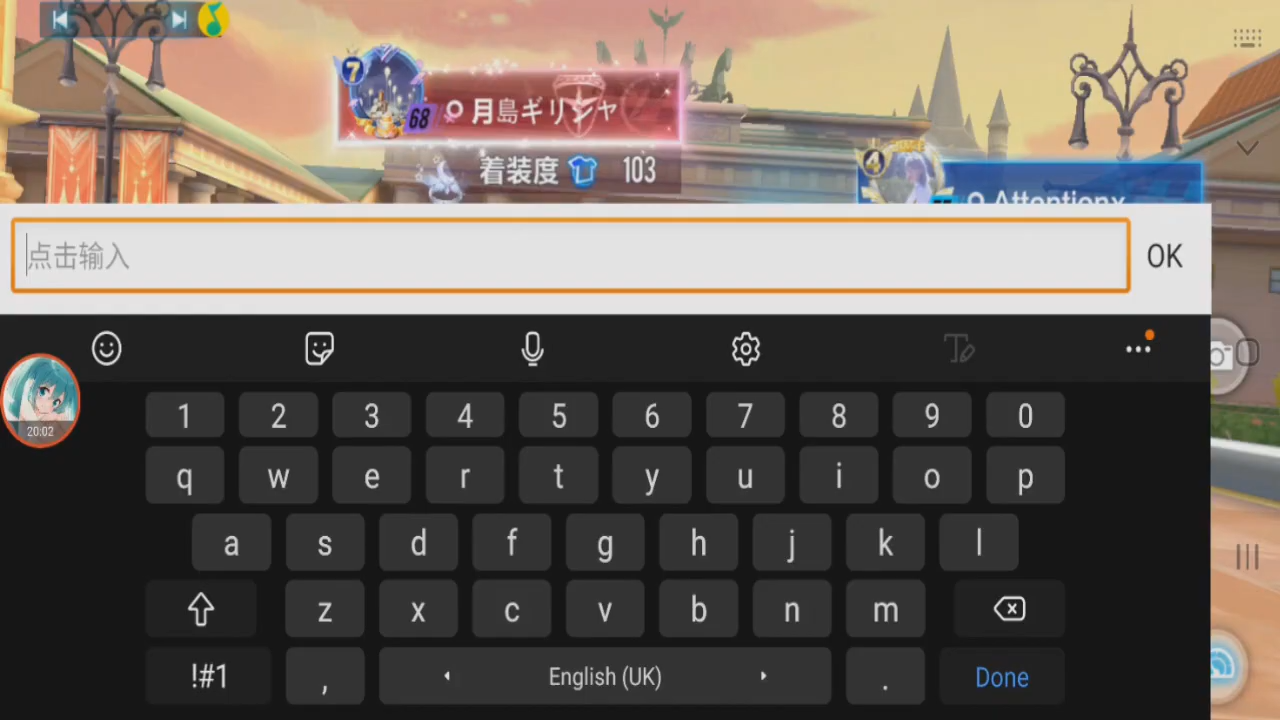 7
68
月島ギリシャ
着装度 103
4
Attentionx
点击输入
OK
20:02
1 2 3 4 5 6 7 8 9 0
q w e r t y u i o p
a s d f g h j k l
z x c v b n m
!#1 , English (UK) . Done